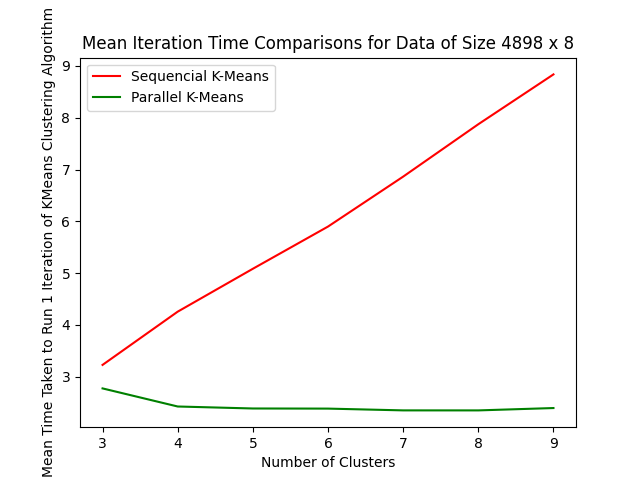 Mean Iteration Time Comparisons for Data of Size 4898 x 8
Mean Time Taken to Run 1 Iteration of KMeans Clustering Algorithm
Sequencial K-Means
Parallel K-Means
9
8
7
6
5
4
3
3 4 5 6 7 8 9
Number of Clusters